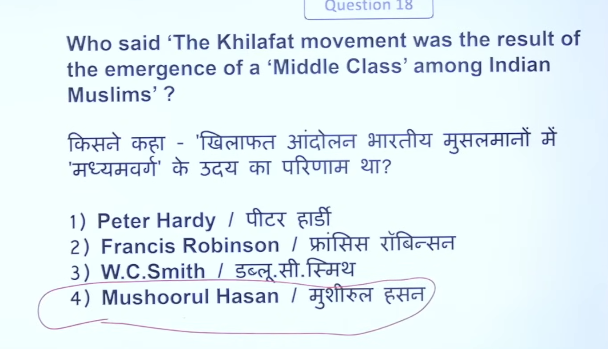 Question 18
Who said ‘The Khilafat movement was the result of
the emergence of a ‘Middle Class’ among Indian
Muslims’ ?
किसने कहा - 'खिलाफत आंदोलन भारतीय मुसलमानों में
'मध्यमवर्ग' के उदय का परिणाम था?
1) Peter Hardy / पीटर हार्डी
2) Francis Robinson / फ्रांसिस रॉबिन्सन
3) W.C.Smith / डब्लू.सी.स्मिथ
4) Mushoorul Hasan / मुशीरुल हसन